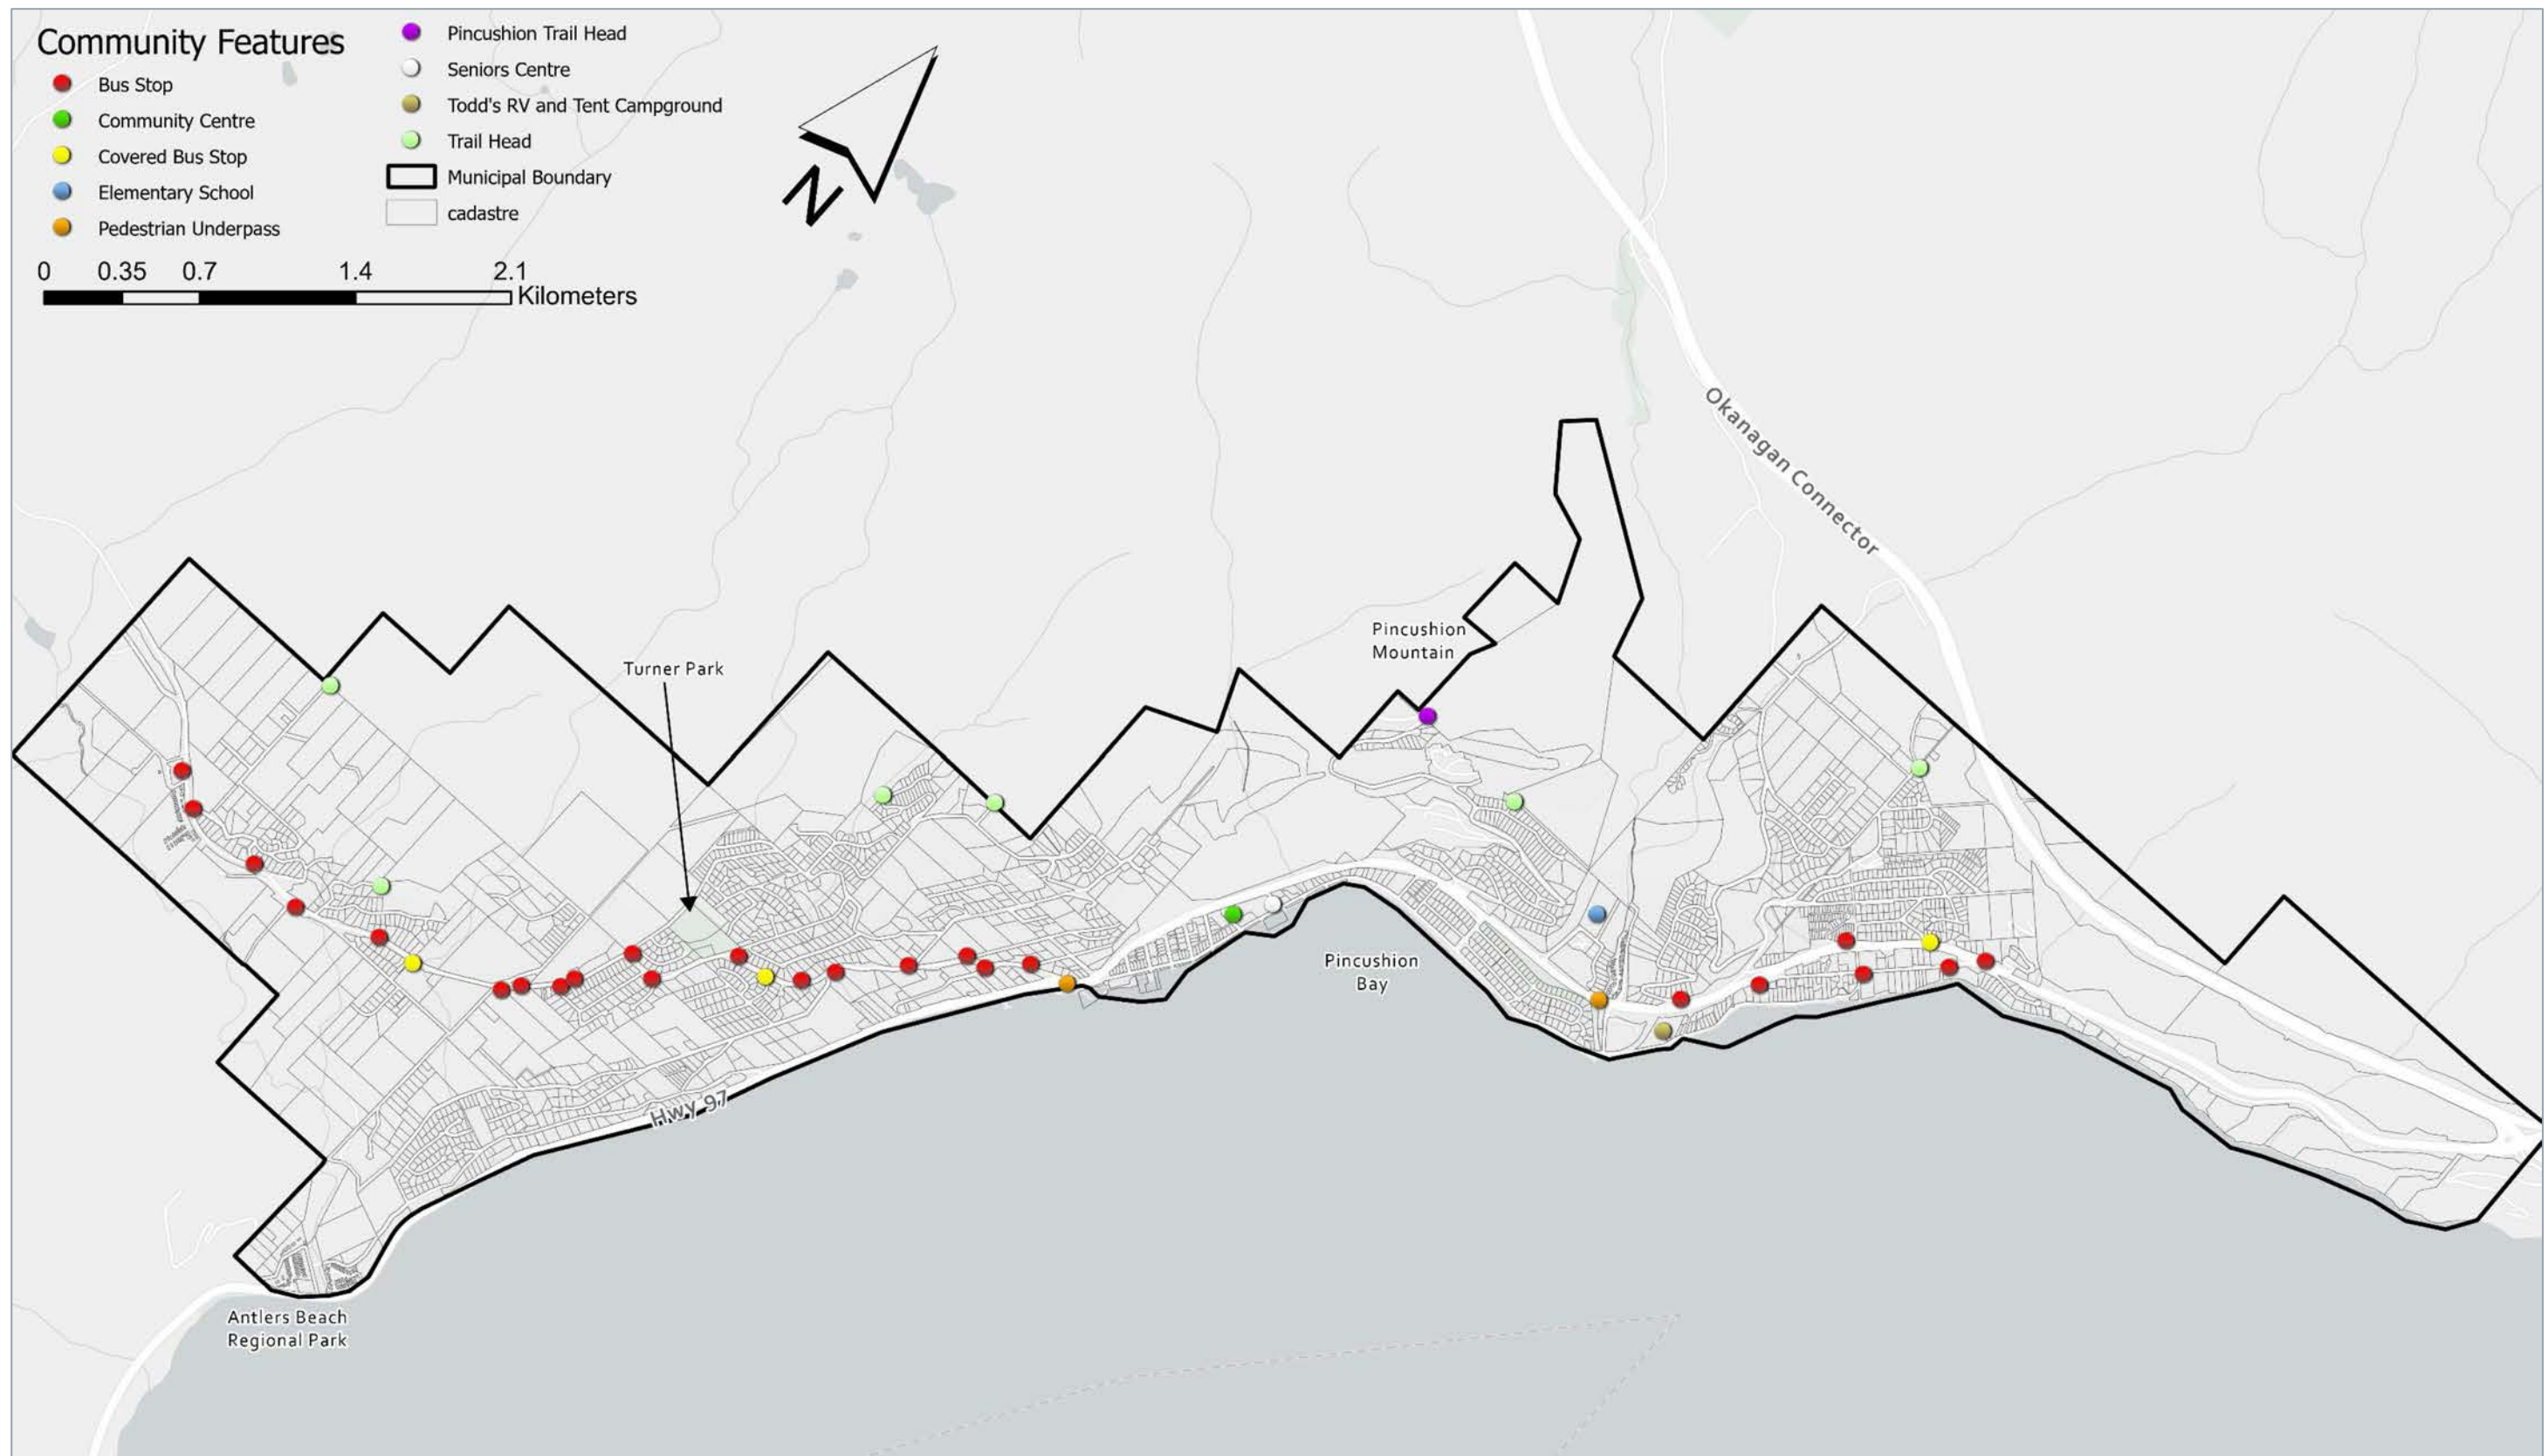 Community Features
Bus Stop
Community Centre
Covered Bus Stop
Elementary School
Pedestrian Underpass
Pincushion Trail Head
Seniors Centre
Todd's RV and Tent Campground
Trail Head
Municipal Boundary
cadastre
0 0.35 0.7 1.4 2.1
Kilometers
N
Okanagan Connector
Pincushion
Mountain
Turner Park
Pincushion
Bay
Hwy 97
Antlers Beach
Regional Park